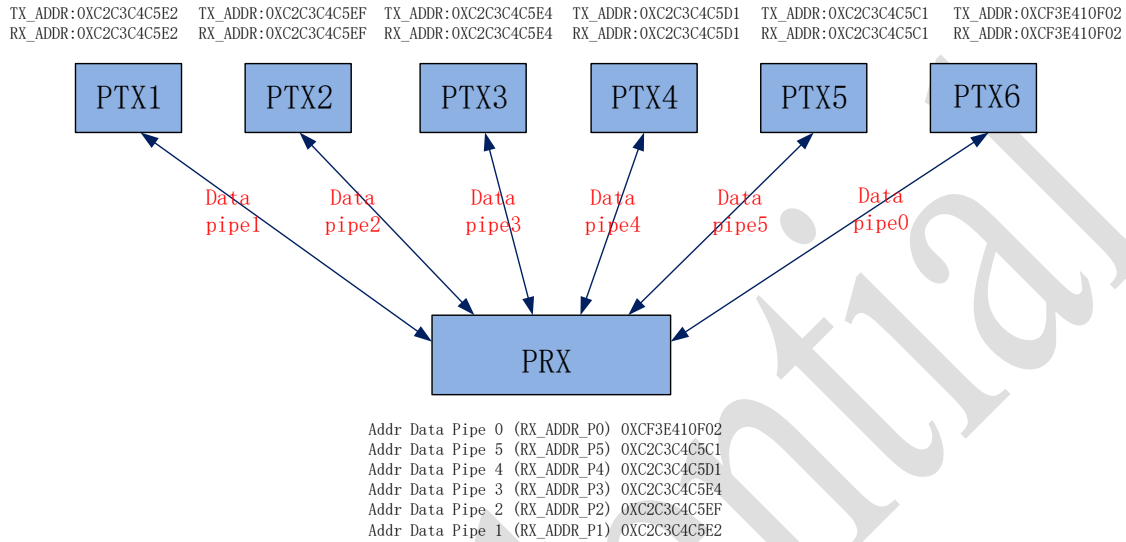 TX_ADDR:0XC2C3C4C5E2 TX_ADDR:0XC2C3C4C5EF TX_ADDR:0XC2C3C4C5E4 TX_ADDR:0XC2C3C4C5D1 TX_ADDR:0XC2C3C4C5C1 TX_ADDR:0XCF3E410F02
RX_ADDR:0XC2C3C4C5E2 RX_ADDR:0XC2C3C4C5EF RX_ADDR:0XC2C3C4C5E4 RX_ADDR:0XC2C3C4C5D1 RX_ADDR:0XC2C3C4C5C1 RX_ADDR:0XCF3E410F02
PTX1 PTX2 PTX3 PTX4 PTX5 PTX6
Data Data Data Data Data Data
pipe1 pipe2 pipe3 pipe4 pipe5 pipe0
PRX
Addr Data Pipe 0 (RX_ADDR_P0) 0XCF3E410F02
Addr Data Pipe 5 (RX_ADDR_P5) 0XC2C3C4C5C1
Addr Data Pipe 4 (RX_ADDR_P4) 0XC2C3C4C5D1
Addr Data Pipe 3 (RX_ADDR_P3) 0XC2C3C4C5E4
Addr Data Pipe 2 (RX_ADDR_P2) 0XC2C3C4C5EF
Addr Data Pipe 1 (RX_ADDR_P1) 0XC2C3C4C5E2
ntial